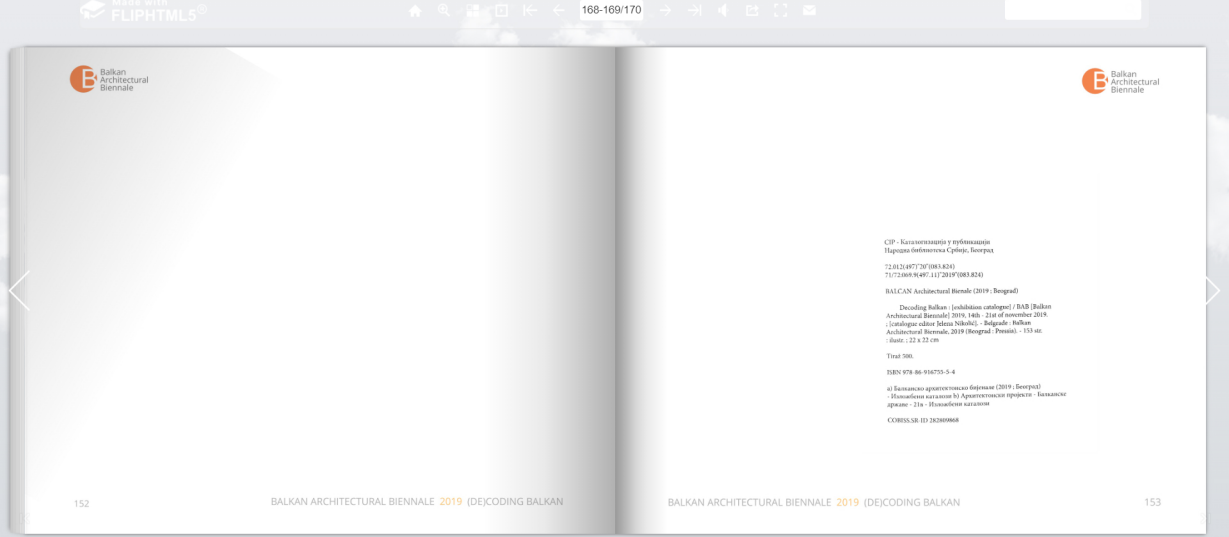 Made with
FLIPHTML5
168-169/170
Balkan
Architectural
Biennale
152
BALKAN ARCHITECTURAL BIENNALE 2019 (DE)CODING BALKAN
Balkan
Architectural
Biennale
CIP - Каталогизација у публикацији
Народна библиотека Србије, Београд
72.012(497)"20"(083.824)
71/72:069.9(497.11)"2019"(083.824)
BALCAN Architectural Bienale (2019 ; Beograd)
Decoding Balkan : [exhibition catalogue] / BAB [Balkan
Architectural Biennale] 2019, 14th - 21st of november 2019.
; [catalogue editor Jelena Nikolić]. - Belgrade : Balkan
Architectural Biennale, 2019 (Beograd : Pressia). - 153 str.
: ilustr. ; 22 x 22 cm
Tiraž 500.
ISBN 978-86-916755-5-4
a) Балканско архитектонско бијенале (2019 ; Београд)
- Изложбени каталози b) Архитектонски пројекти - Балканске
државе - 21в - Изложбени каталози
COBISS.SR-ID 282809868
BALKAN ARCHITECTURAL BIENNALE 2019 (DE)CODING BALKAN
153